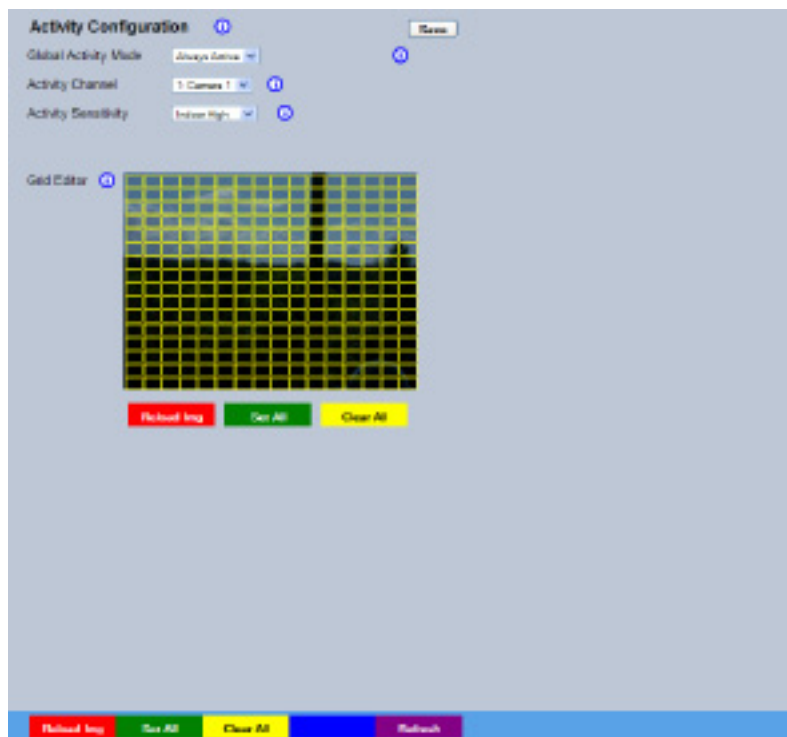 Activity Configuration
Save
Global Activity Mode
Always Active
Activity Channel
1: Camera 1
Activity Sensitivity
Indoor High
Grid Editor
Reload Img
Set All
Clear All
Reload Img
Set All
Clear All
Refresh